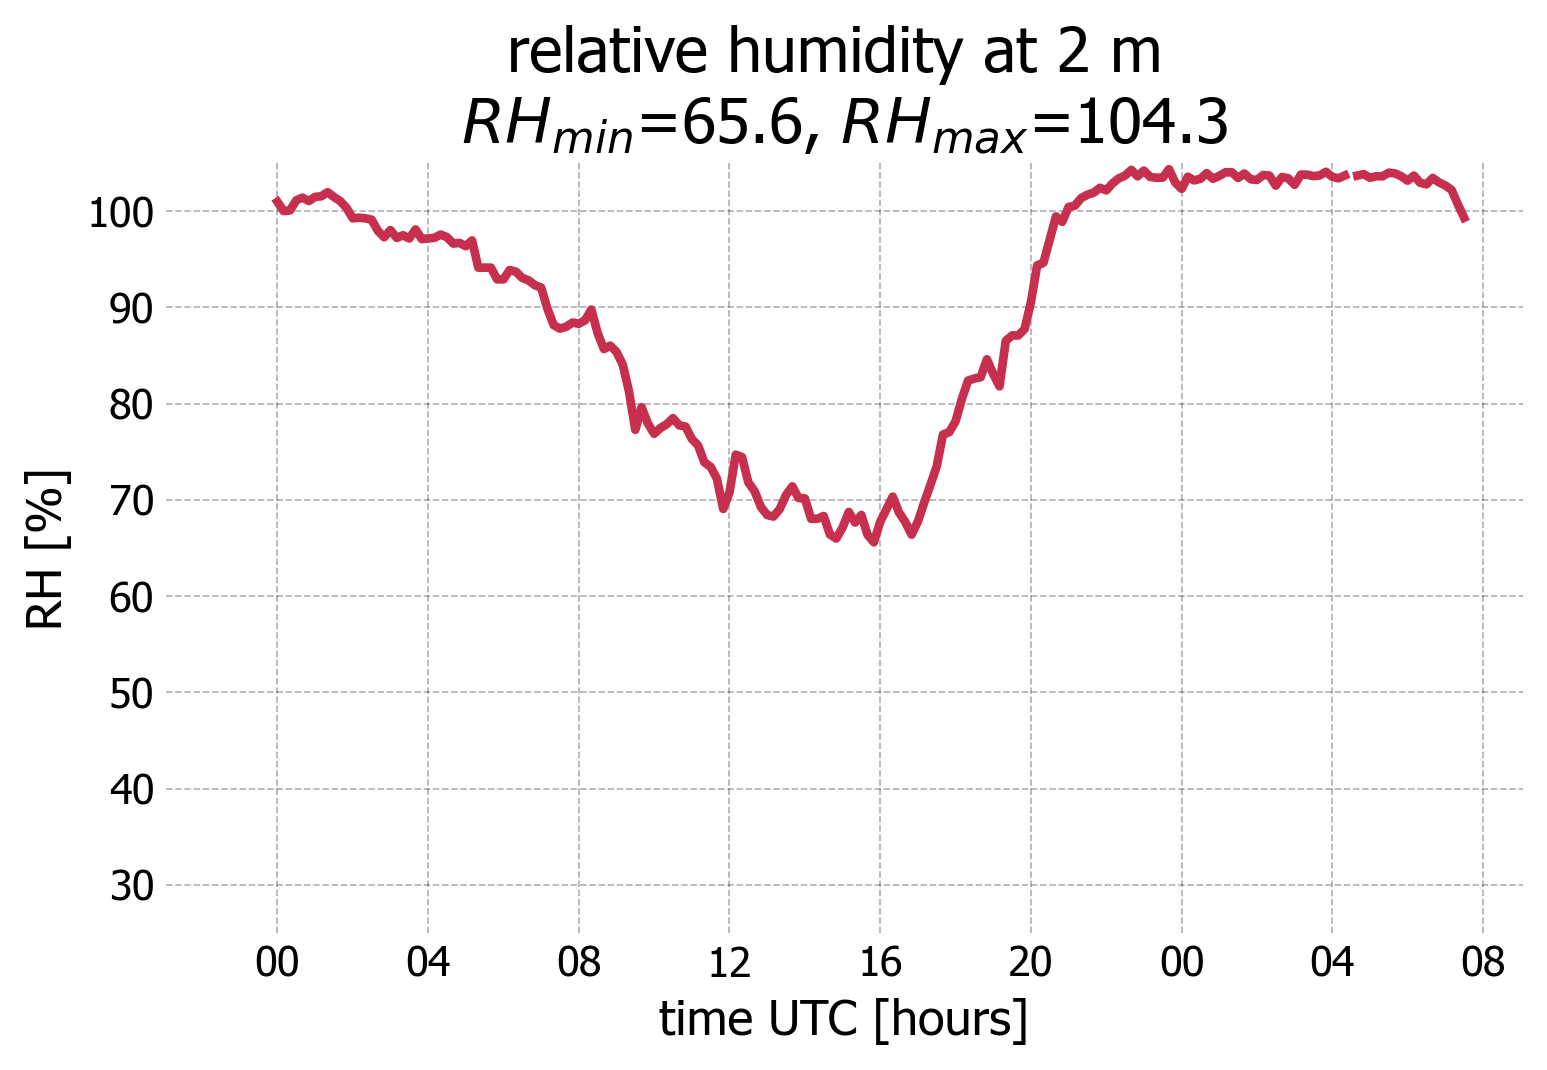 relative humidity at 2 m
RH_min=65.6, RH_max=104.3
100
90
80
70
60
50
40
30
RH [%]
00 04 08 12 16 20 00 04 08
time UTC [hours]